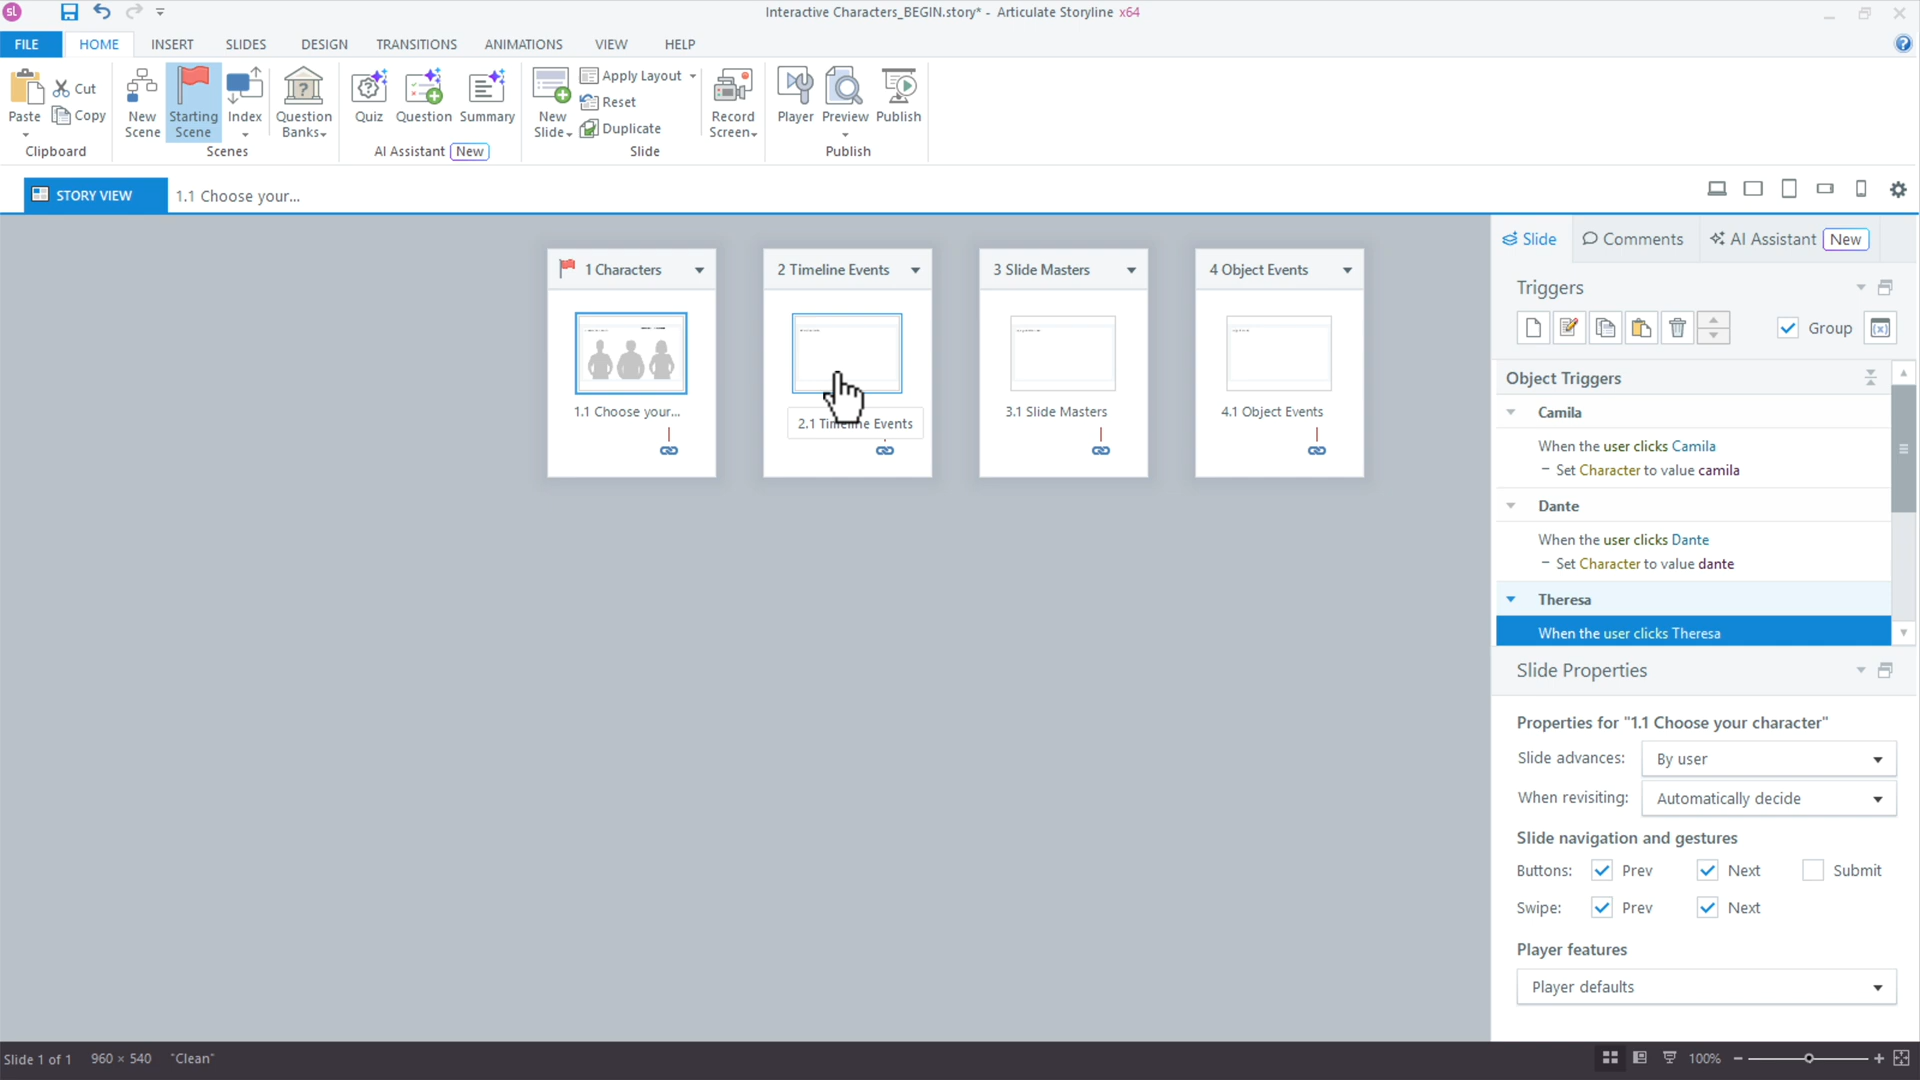 sl
Interactive Characters_BEGIN.story* - Articulate Storyline x64
FILE HOME INSERT SLIDES DESIGN TRANSITIONS ANIMATIONS VIEW HELP
Paste
Cut
Copy
Clipboard
New Scene
Starting Scene
Index
Question Banks
Scenes
Quiz
Question
Summary
AI Assistant New
New Slide
Apply Layout
Reset
Duplicate
Slide
Record Screen
Player
Preview
Publish
Publish
STORY VIEW
1.1 Choose your...
1 Characters
2 Timeline Events
3 Slide Masters
4 Object Events
1.1 Choose your...
2.1 Timeline Events
3.1 Slide Masters
4.1 Object Events
Slide
Comments
AI Assistant New
Triggers
Group
Object Triggers
Camila
When the user clicks Camila
- Set Character to value camila
Dante
When the user clicks Dante
- Set Character to value dante
Theresa
When the user clicks Theresa
Slide Properties
Properties for "1.1 Choose your character"
Slide advances: By user
When revisiting: Automatically decide
Slide navigation and gestures
Buttons: Prev Next Submit
Swipe: Prev Next
Player features
Player defaults
Slide 1 of 1 960 × 540 "Clean"
100%